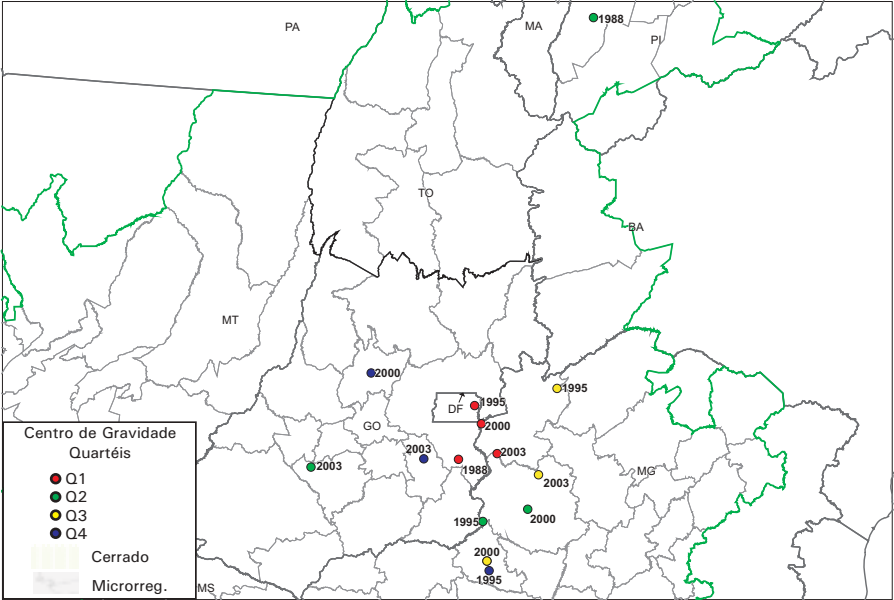 PA
MA
1988
PI
TO
BA
MT
2000
1995
1995
DF
2000
GO
2003
2003
2003
1988
2003
MG
2000
1995
2000
1995
MS
Centro de Gravidade
Quartéis
Q1
Q2
Q3
Q4
Cerrado
Microrreg.